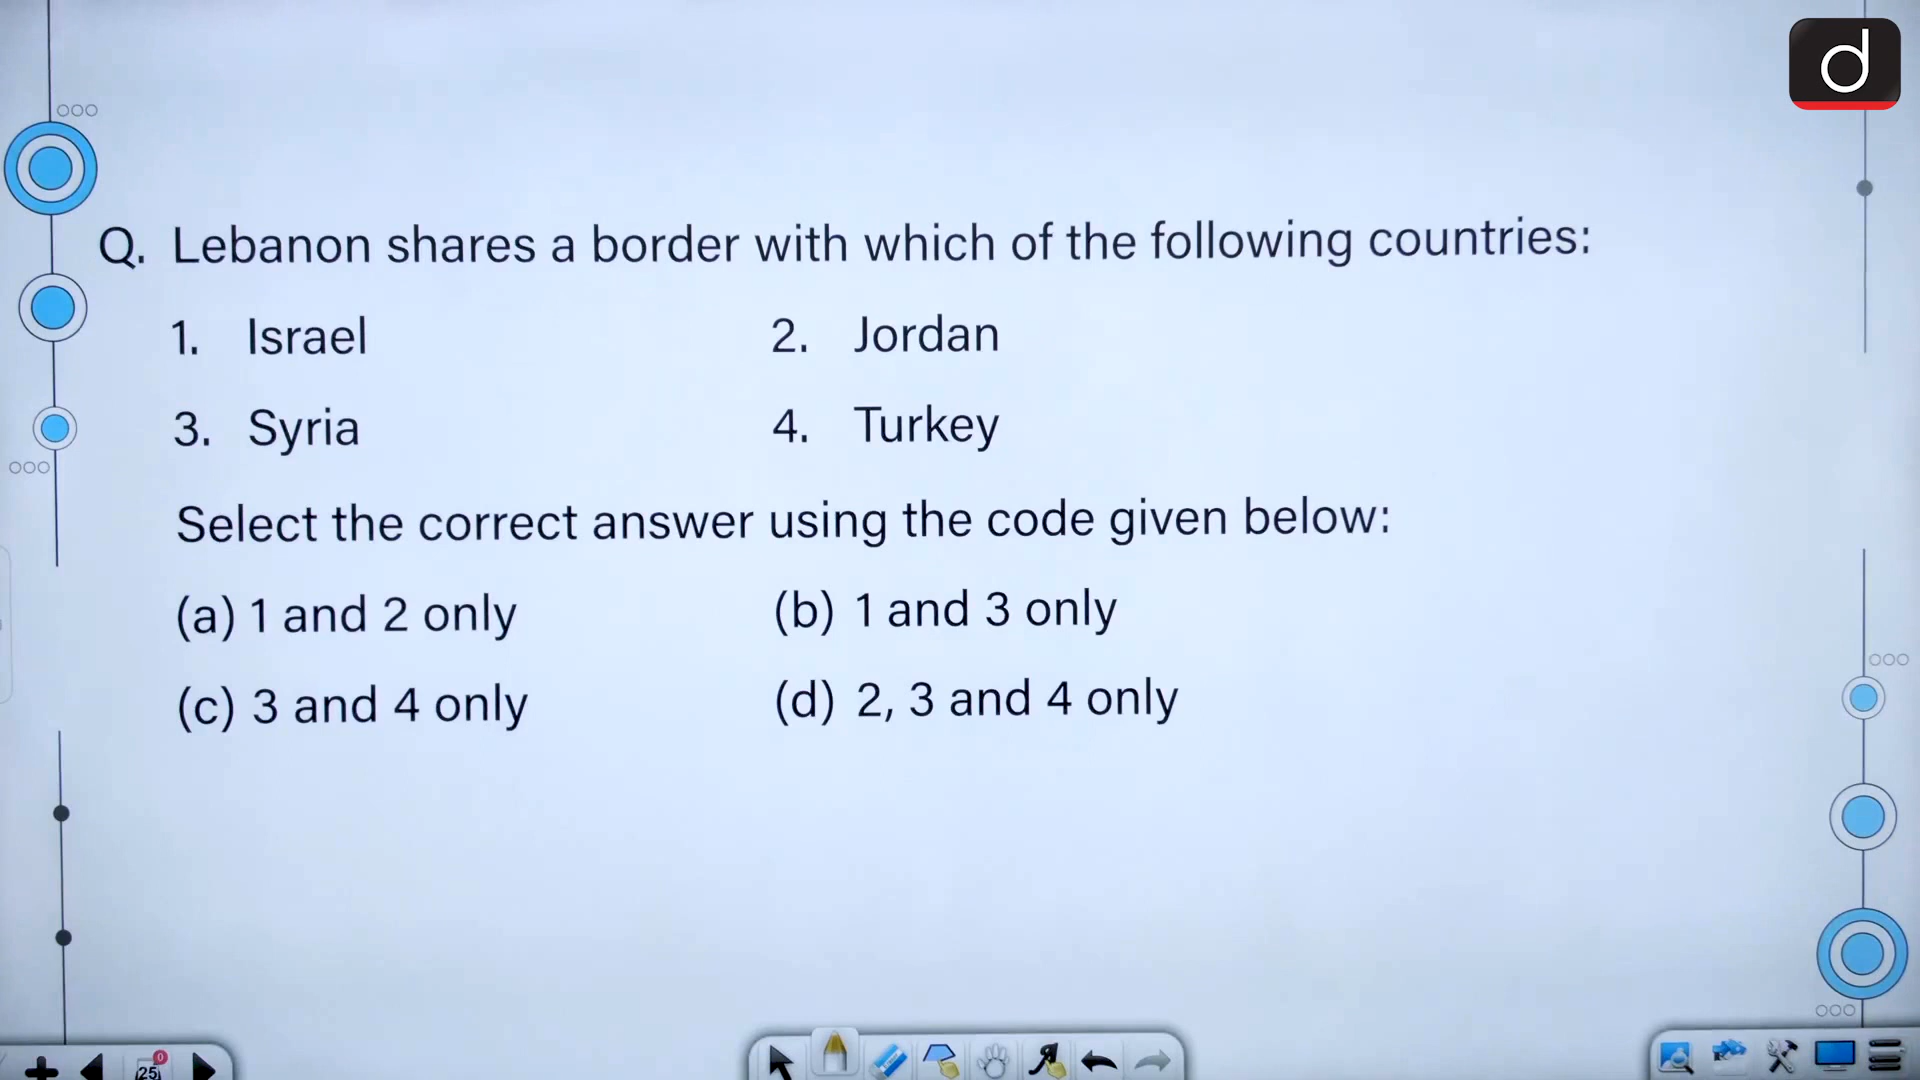 d
Q. Lebanon shares a border with which of the following countries:
1. Israel 2. Jordan
3. Syria 4. Turkey
Select the correct answer using the code given below:
(a) 1 and 2 only (b) 1 and 3 only
(c) 3 and 4 only (d) 2, 3 and 4 only
0
25